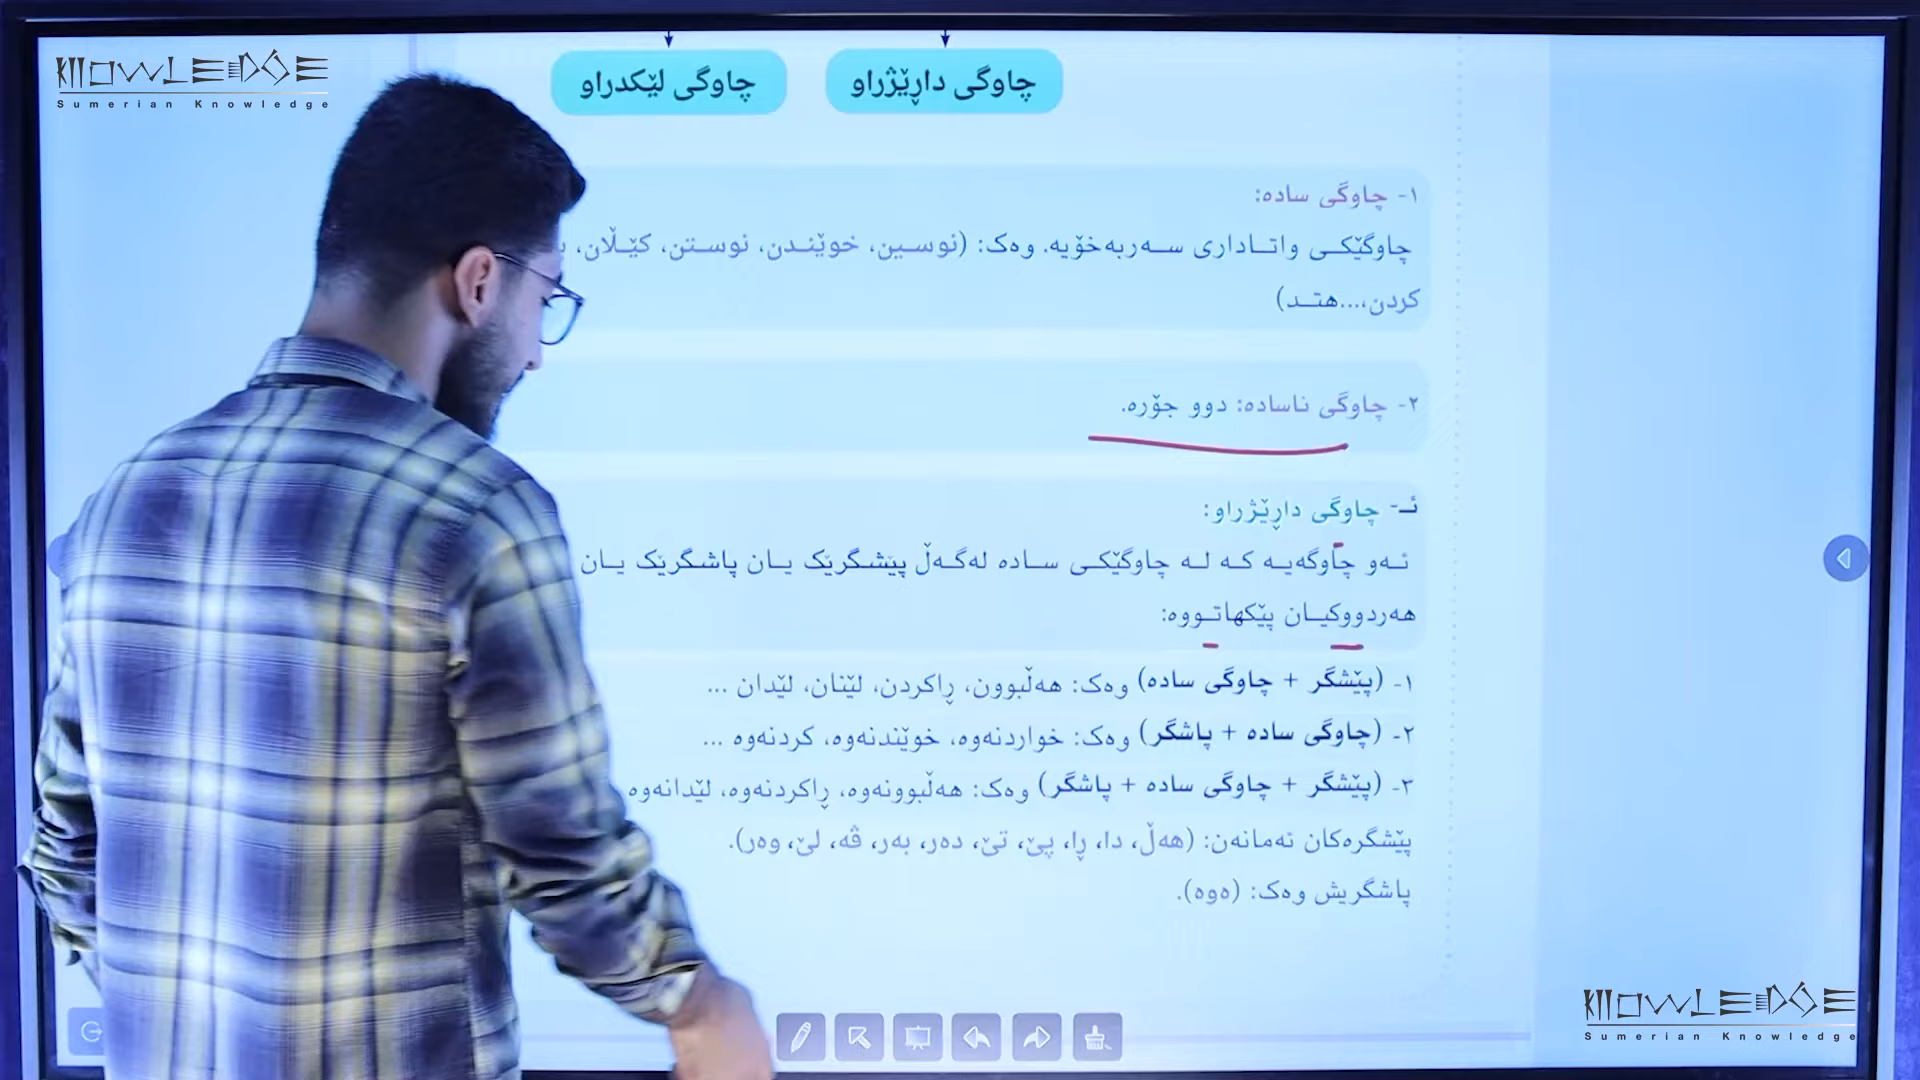 KNOWLEDGE
Sumerian Knowledge
چاوگی داڕێژراو
چاوگی لێکدراو
١- چاوگی سادە:
چاوگێکی واتاداری سەربەخۆیە. وەک: (نوسین، خوێندن، نوستن، کێڵان،
کردن،...هتد)
٢- چاوگی ناسادە: دوو جۆرە.
ئـ- چاوگی داڕێژراو:
ئەو چاوگەیە کە لە چاوگێکی سادە لەگەڵ پێشگرێک یان پاشگرێک یان
هەردووکیان پێکهاتووە:
١- (پێشگر + چاوگی سادە) وەک: هەڵبوون، ڕاکردن، لێنان، لێدان ...
٢- (چاوگی سادە + پاشگر) وەک: خواردنەوە، خوێندنەوە، کردنەوە ...
٣- (پێشگر + چاوگی سادە + پاشگر) وەک: هەڵبوونەوە، ڕاکردنەوە، لێدانەوە
پێشگرەکان ئەمانەن: (هەڵ، دا، ڕا، پێ، تێ، دەر، بەر، ڤە، لێ، وەر).
پاشگریش وەک: (ەوە).
KNOWLEDGE
Sumerian Knowledge